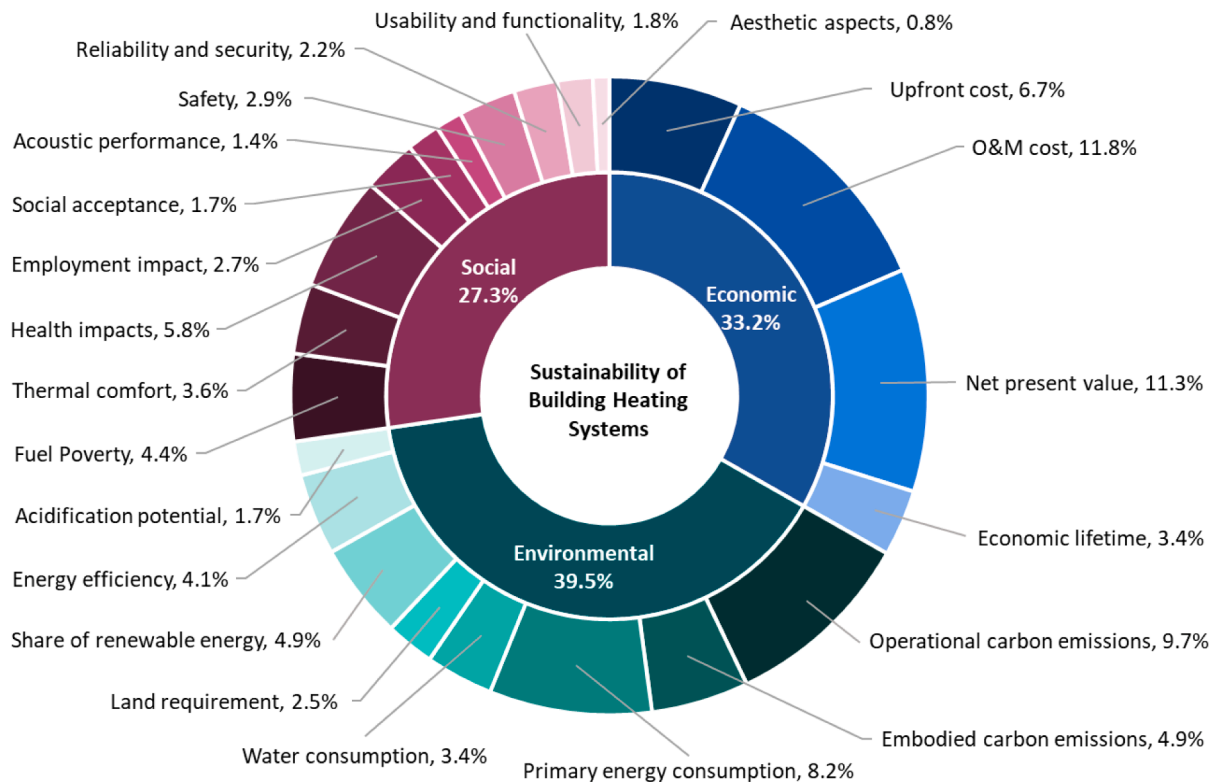 Usability and functionality, 1.8%
Aesthetic aspects, 0.8%
Reliability and security, 2.2%
Upfront cost, 6.7%
Safety, 2.9%
O&M cost, 11.8%
Acoustic performance, 1.4%
Social acceptance, 1.7%
Employment impact, 2.7%
Social
27.3%
Economic
33.2%
Health impacts, 5.8%
Sustainability of
Building Heating
Systems
Net present value, 11.3%
Thermal comfort, 3.6%
Fuel Poverty, 4.4%
Acidification potential, 1.7%
Economic lifetime, 3.4%
Environmental
39.5%
Energy efficiency, 4.1%
Share of renewable energy, 4.9%
Operational carbon emissions, 9.7%
Land requirement, 2.5%
Embodied carbon emissions, 4.9%
Water consumption, 3.4%
Primary energy consumption, 8.2%